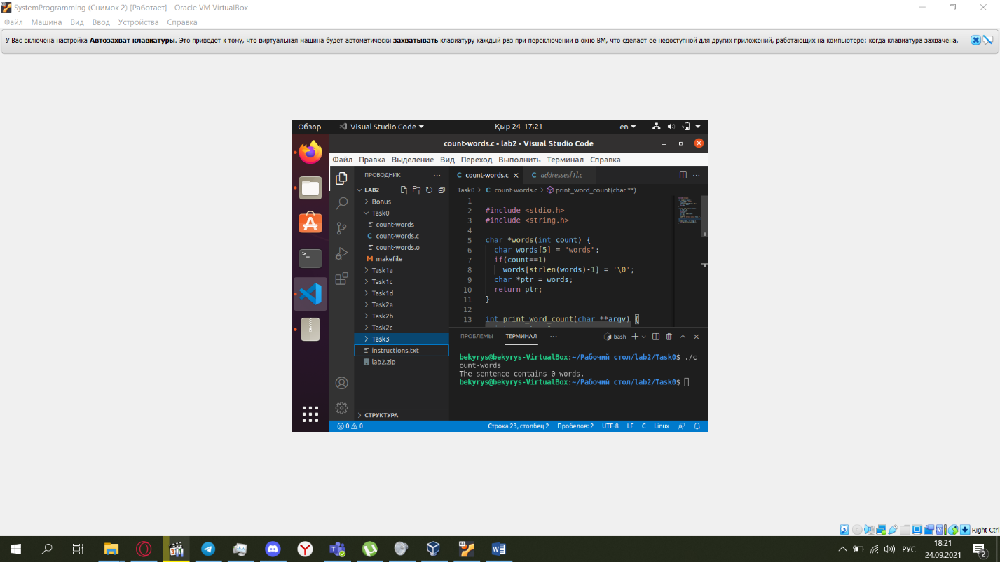 SystemProgramming (Снимок 2) [Работает] - Oracle VM VirtualBox
Файл Машина Вид Ввод Устройства Справка
У Вас включена настройка Автозахват клавиатуры. Это приведет к тому, что виртуальная машина будет автоматически захватывать клавиатуру каждый раз при переключении в окно ВМ, что сделает её недоступной для других приложений, работающих на компьютере: когда клавиатура захвачена,
Обзор Visual Studio Code Қыр 24 17:21 en
count-words.c - lab2 - Visual Studio Code
Файл Правка Выделение Вид Переход Выполнить Терминал Справка
ПРОВОДНИК
LAB2
Bonus
Task0
count-words
C count-words.c
count-words.o
M makefile
Task1a
Task1c
Task1d
Task2a
Task2b
Task2c
Task3
instructions.txt
lab2.zip
СТРУКТУРА
C count-words.c C addresses[1].c
Task0 > C count-words.c > print_word_count(char **)
1
2 #include <stdio.h>
3 #include <string.h>
4
5 char *words(int count) {
6 char words[5] = "words";
7 if(count==1)
8 words[strlen(words)-1] = '\0';
9 char *ptr = words;
10 return ptr;
11 }
12
13 int print_word_count(char **argv) {
ПРОБЛЕМЫ ТЕРМИНАЛ bash
bekyrys@bekyrys-VirtualBox:~/Рабочий стол/lab2/Task0$ ./c
ount-words
The sentence contains 0 words.
bekyrys@bekyrys-VirtualBox:~/Рабочий стол/lab2/Task0$
0 0 Строка 23, столбец 2 Пробелов: 2 UTF-8 LF C Linux
Right Ctrl
РУС
18:21
24.09.2021
2